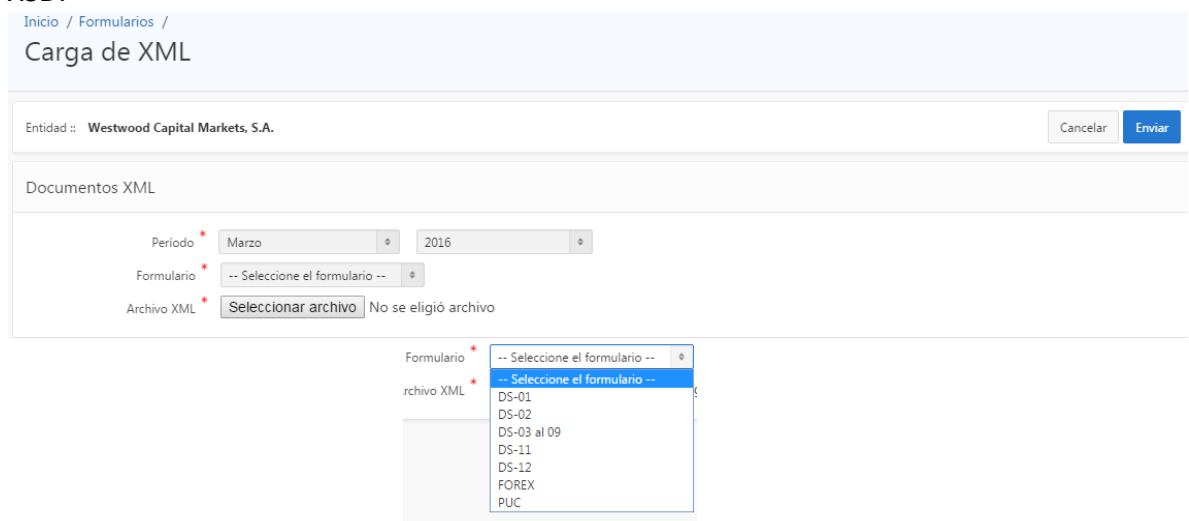 Inicio / Formularios /
Carga de XML
Entidad :: Westwood Capital Markets, S.A.
Cancelar
Enviar
Documentos XML
Período * Marzo 2016
Formulario * -- Seleccione el formulario --
Archivo XML * Seleccionar archivo No se eligió archivo
Formulario * -- Seleccione el formulario --
rchivo XML * -- Seleccione el formulario --
DS-01
DS-02
DS-03 al 09
DS-11
DS-12
FOREX
PUC